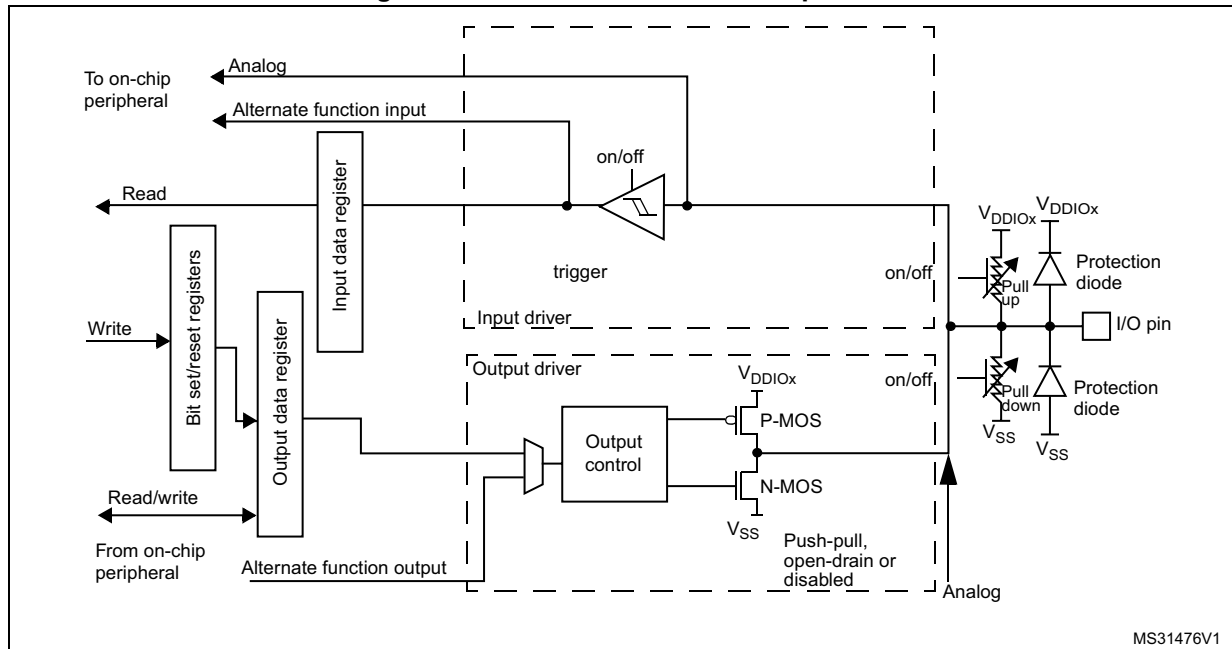 To on-chip
peripheral
Analog
Alternate function input
on/off
Read
Input data register
trigger
Input driver
Write
Bit set/reset registers
Output data register
Read/write
From on-chip
peripheral
Alternate function output
Output driver
Output
control
VDDIOx
P-MOS
N-MOS
VSS
Push-pull,
open-drain or
disabled
Analog
on/off
VDDIOx
Pull
up
VDDIOx
Protection
diode
I/O pin
on/off
Pull
down
VSS
Protection
diode
VSS
MS31476V1